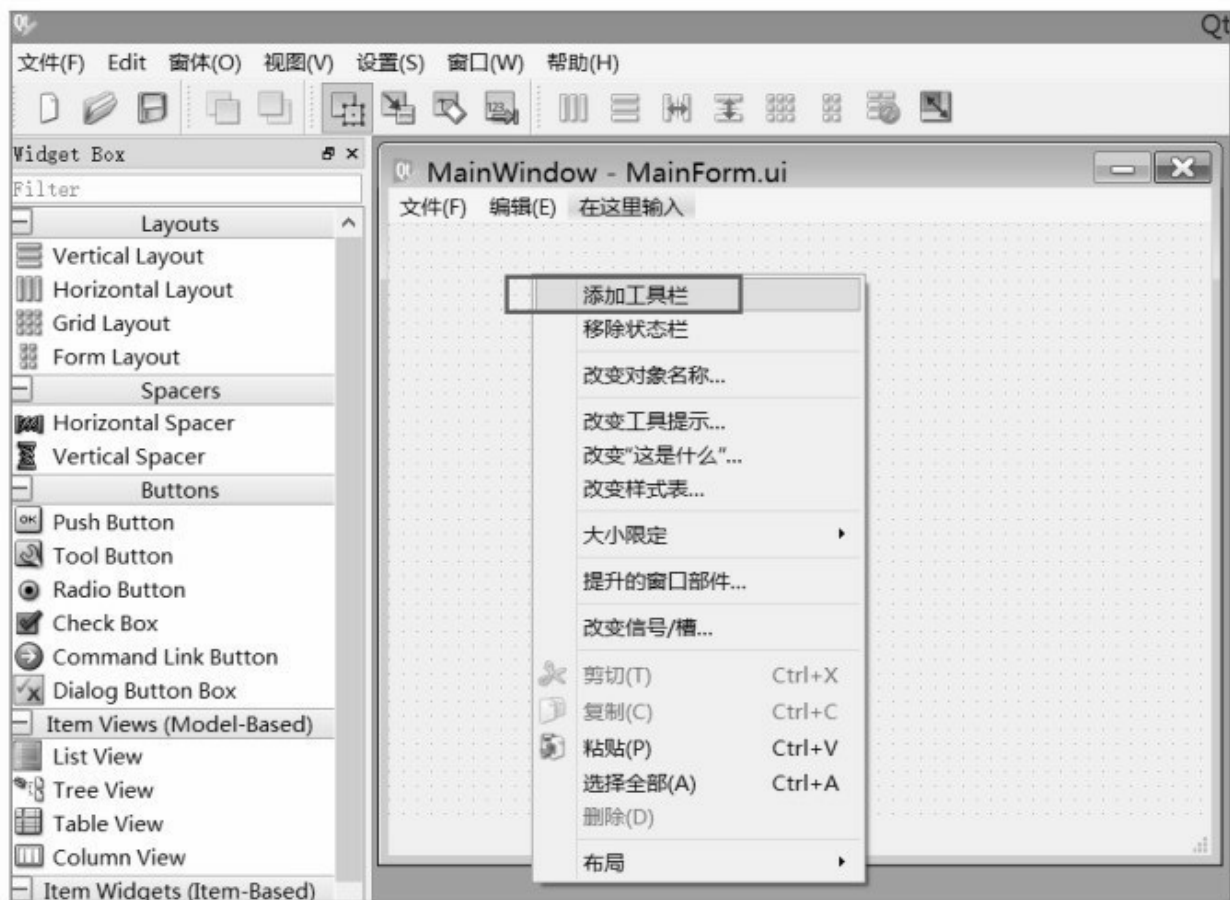 Qt
文件(F) Edit 窗体(O) 视图(V) 设置(S) 窗口(W) 帮助(H)
123
Widget Box
Filter
Layouts
Vertical Layout
Horizontal Layout
Grid Layout
Form Layout
Spacers
Horizontal Spacer
Vertical Spacer
Buttons
OK Push Button
Tool Button
Radio Button
Check Box
Command Link Button
Dialog Button Box
Item Views (Model-Based)
List View
Tree View
Table View
Column View
Item Widgets (Item-Based)
Qt MainWindow - MainForm.ui
文件(F) 编辑(E) 在这里输入
添加工具栏
移除状态栏
改变对象名称...
改变工具提示...
改变“这是什么”...
改变样式表...
大小限定
提升的窗口部件...
改变信号/槽...
剪切(T) Ctrl+X
复制(C) Ctrl+C
粘贴(P) Ctrl+V
选择全部(A) Ctrl+A
删除(D)
布局